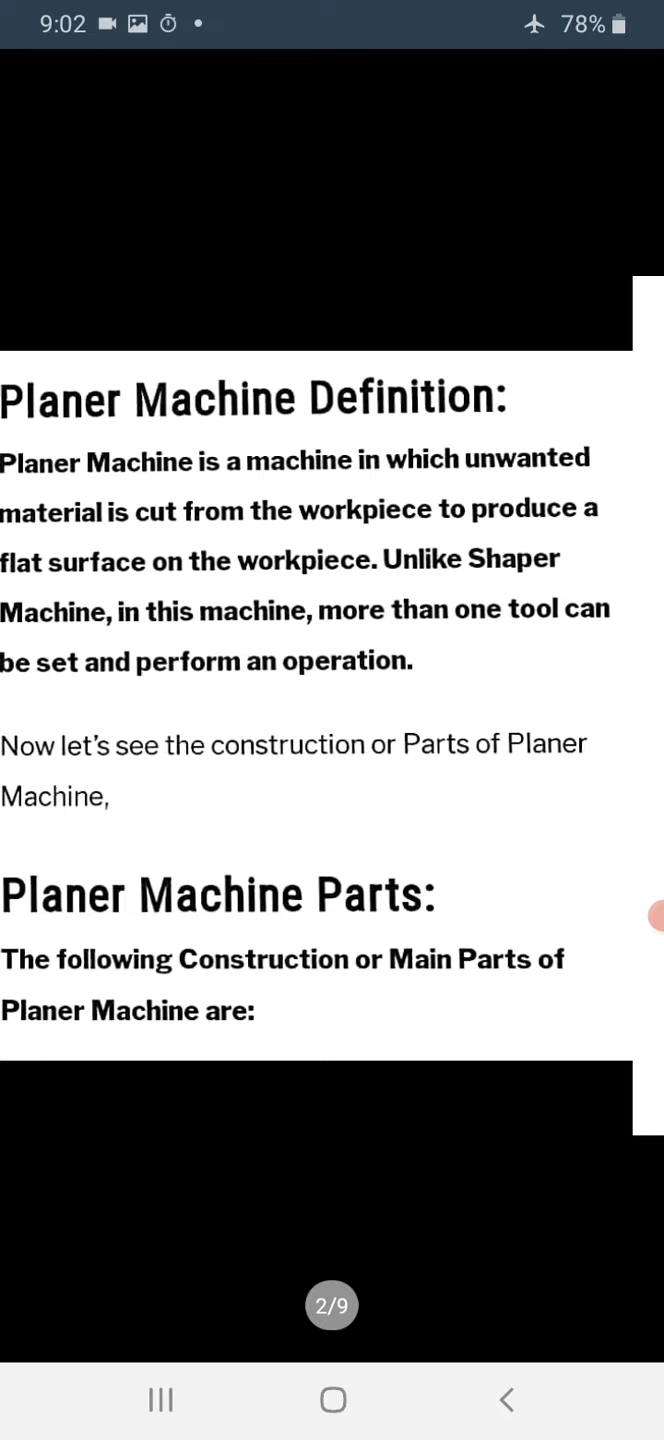 9:02
78%
Planer Machine Definition:
Planer Machine is a machine in which unwanted
material is cut from the workpiece to produce a
flat surface on the workpiece. Unlike Shaper
Machine, in this machine, more than one tool can
be set and perform an operation.
Now let’s see the construction or Parts of Planer
Machine,
Planer Machine Parts:
The following Construction or Main Parts of
Planer Machine are:
2/9